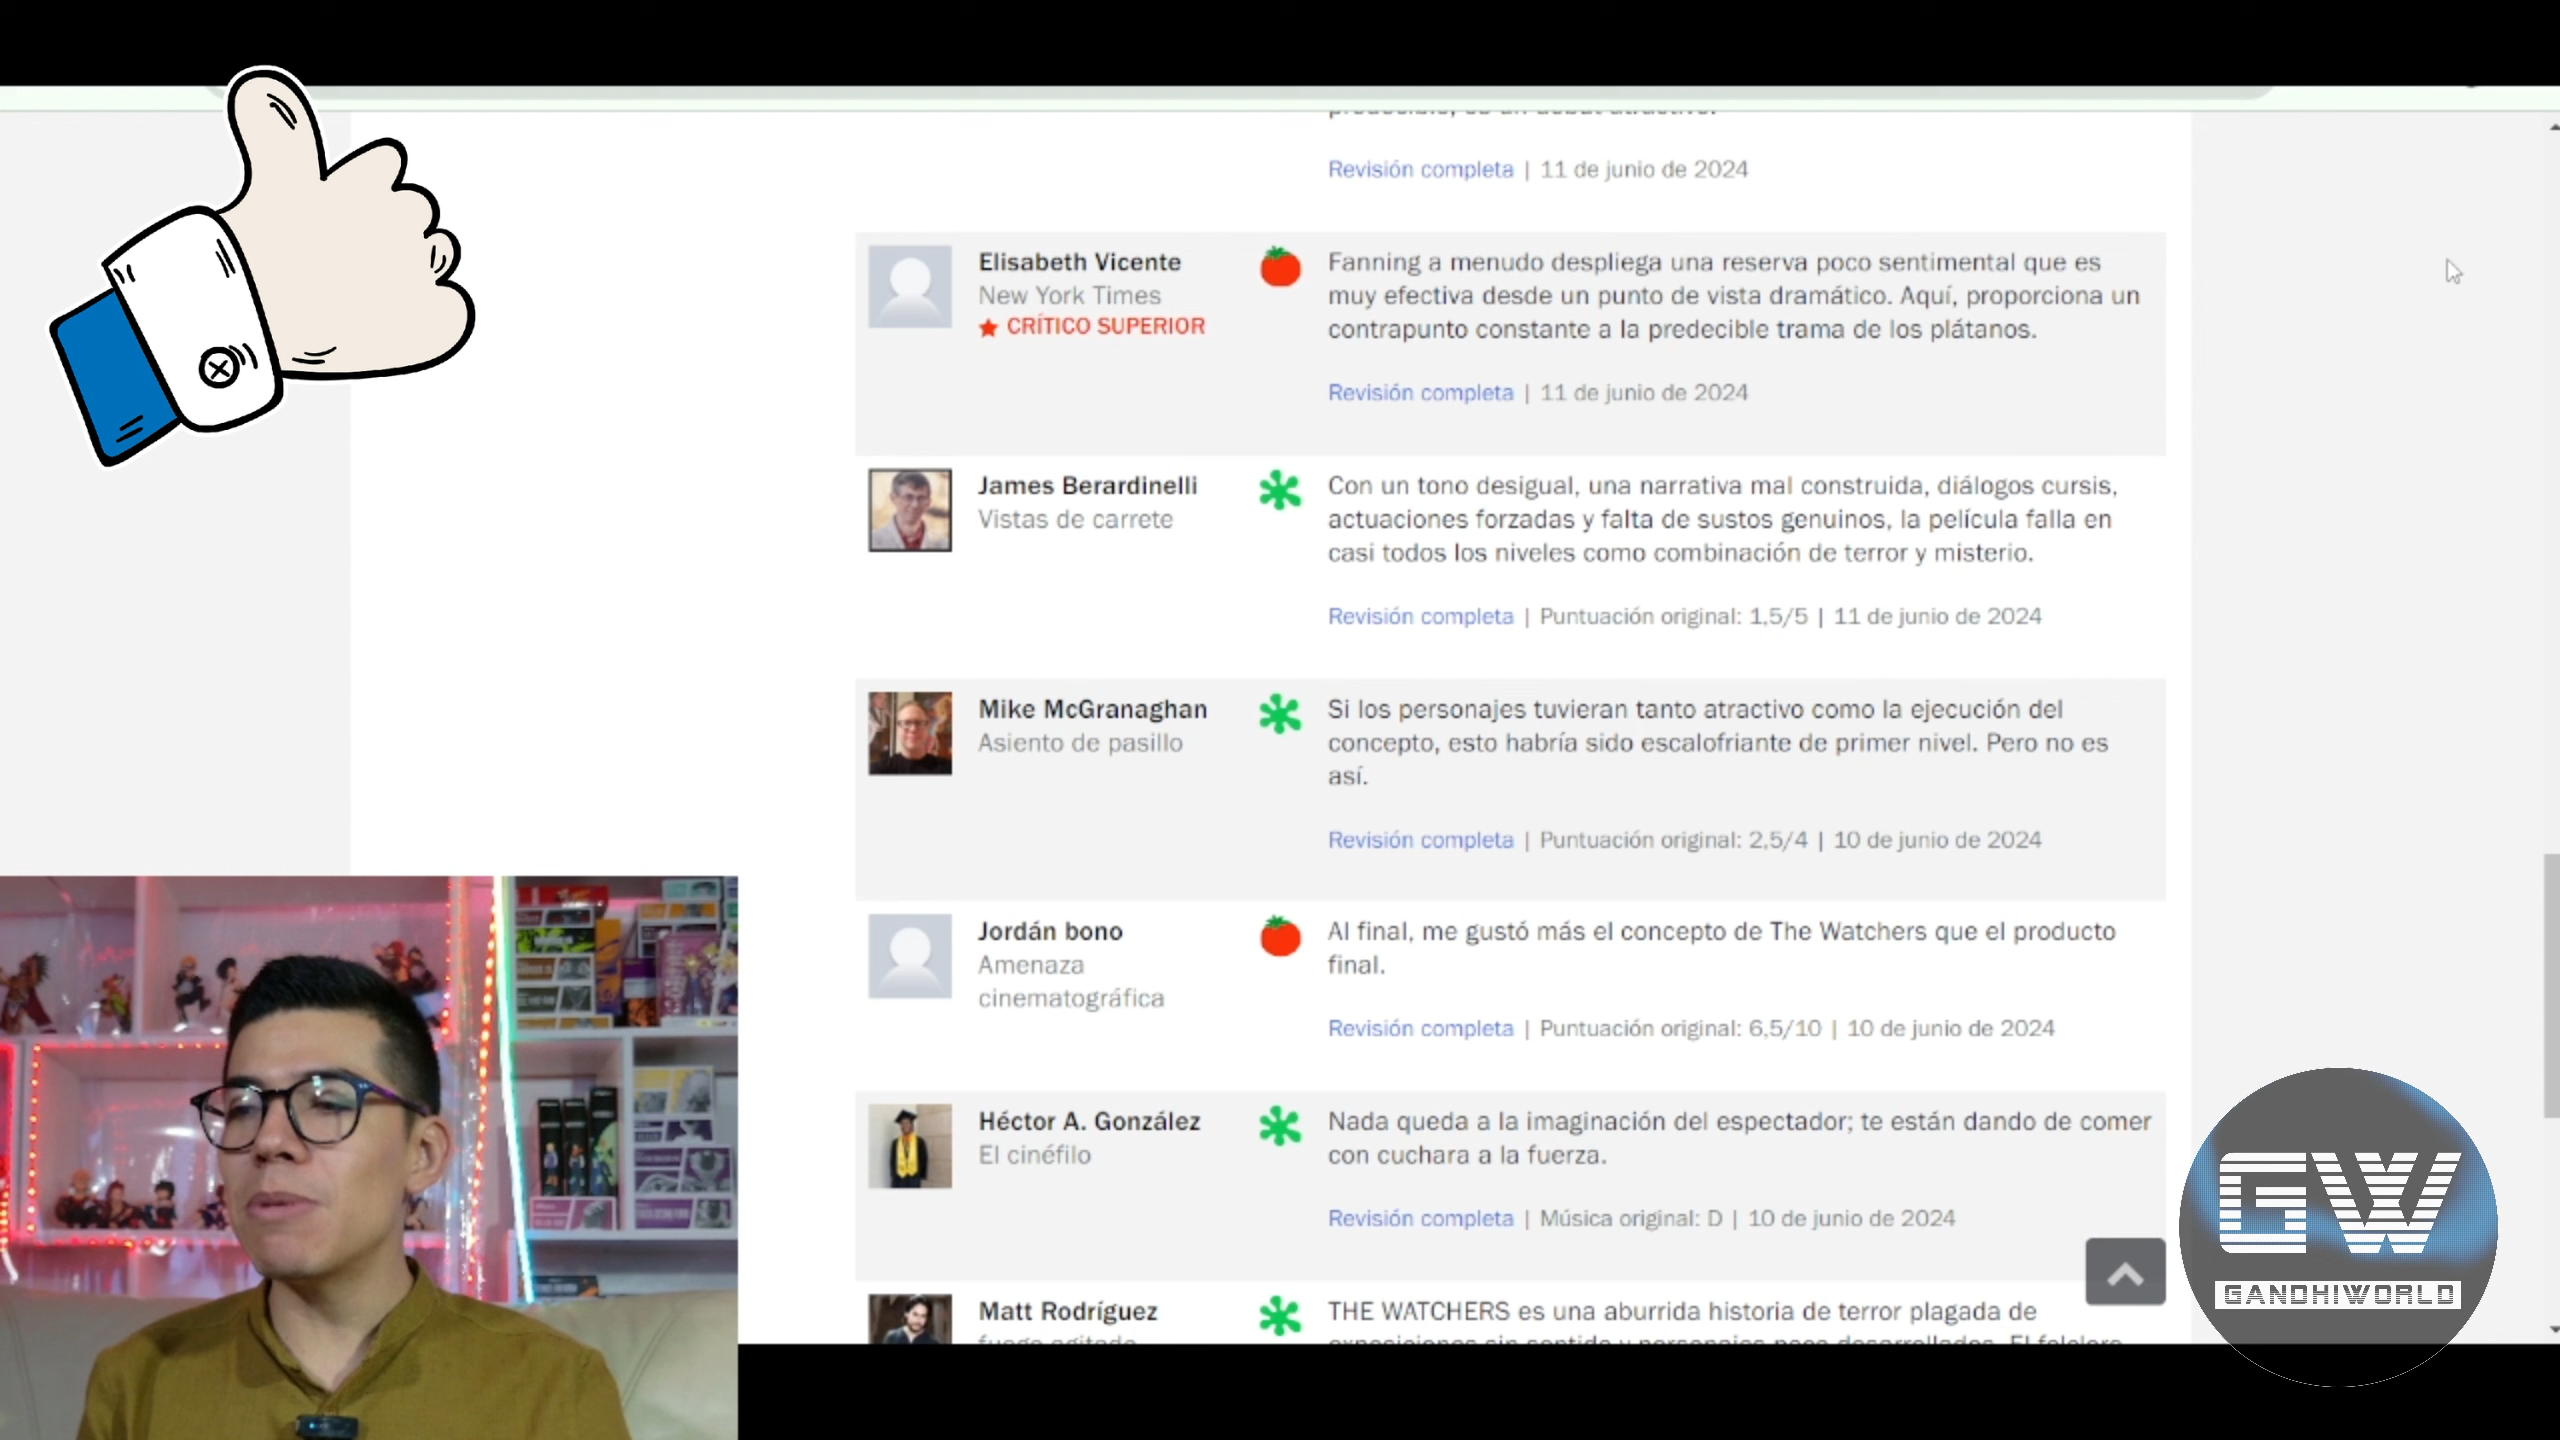 Revisión completa | 11 de junio de 2024
Elisabeth Vicente
New York Times
CRÍTICO SUPERIOR
Fanning a menudo despliega una reserva poco sentimental que es
muy efectiva desde un punto de vista dramático. Aquí, proporciona un
contrapunto constante a la predecible trama de los plátanos.
Revisión completa | 11 de junio de 2024
James Berardinelli
Vistas de carrete
Con un tono desigual, una narrativa mal construida, diálogos cursis,
actuaciones forzadas y falta de sustos genuinos, la película falla en
casi todos los niveles como combinación de terror y misterio.
Revisión completa | Puntuación original: 1,5/5 | 11 de junio de 2024
Mike McGranaghan
Asiento de pasillo
Si los personajes tuvieran tanto atractivo como la ejecución del
concepto, esto habría sido escalofriante de primer nivel. Pero no es
así.
Revisión completa | Puntuación original: 2,5/4 | 10 de junio de 2024
Jordán bono
Amenaza
cinematográfica
Al final, me gustó más el concepto de The Watchers que el producto
final.
Revisión completa | Puntuación original: 6,5/10 | 10 de junio de 2024
Héctor A. González
El cinéfilo
Nada queda a la imaginación del espectador; te están dando de comer
con cuchara a la fuerza.
Revisión completa | Música original: D | 10 de junio de 2024
Matt Rodríguez
THE WATCHERS es una aburrida historia de terror plagada de
GW
GANDHIWORLD